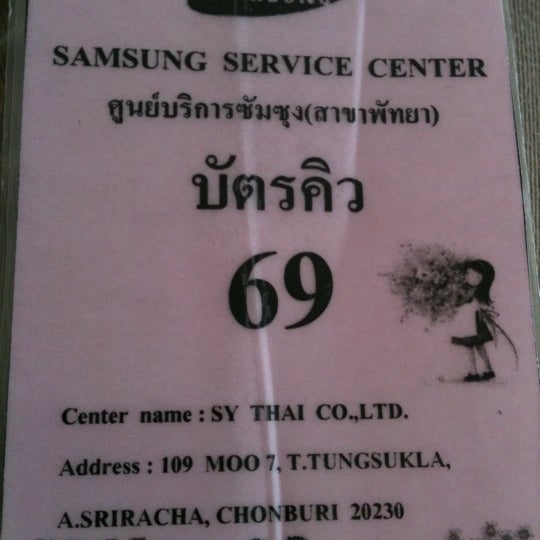 SAMSUNG SERVICE CENTER
ศูนย์บริการซัมซุง(สาขาพัทยา)
บัตรคิว
69
Center name : SY THAI CO.,LTD.
Address : 109 MOO 7, T.TUNGSUKLA,
A.SRIRACHA, CHONBURI 20230